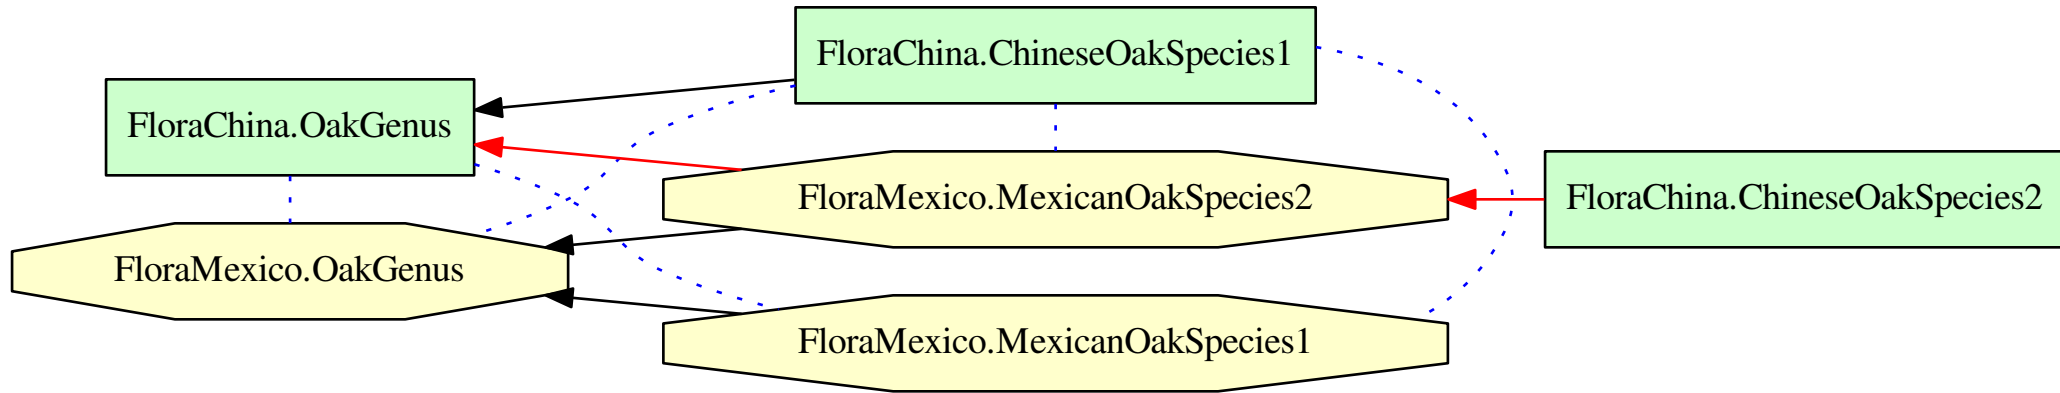 FloraChina.ChineseOakSpecies1
FloraChina.OakGenus
FloraMexico.MexicanOakSpecies2
FloraChina.ChineseOakSpecies2
FloraMexico.OakGenus
FloraMexico.MexicanOakSpecies1